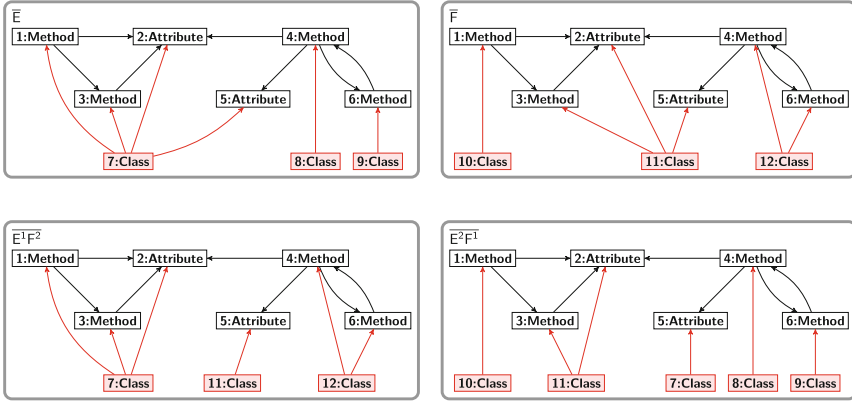 E̅
1:Method 2:Attribute 4:Method
3:Method 5:Attribute 6:Method
7:Class 8:Class 9:Class
F̅
1:Method 2:Attribute 4:Method
3:Method 5:Attribute 6:Method
10:Class 11:Class 12:Class
E¹F²
1:Method 2:Attribute 4:Method
3:Method 5:Attribute 6:Method
7:Class 11:Class 12:Class
E²F¹
1:Method 2:Attribute 4:Method
3:Method 5:Attribute 6:Method
10:Class 11:Class 7:Class 8:Class 9:Class